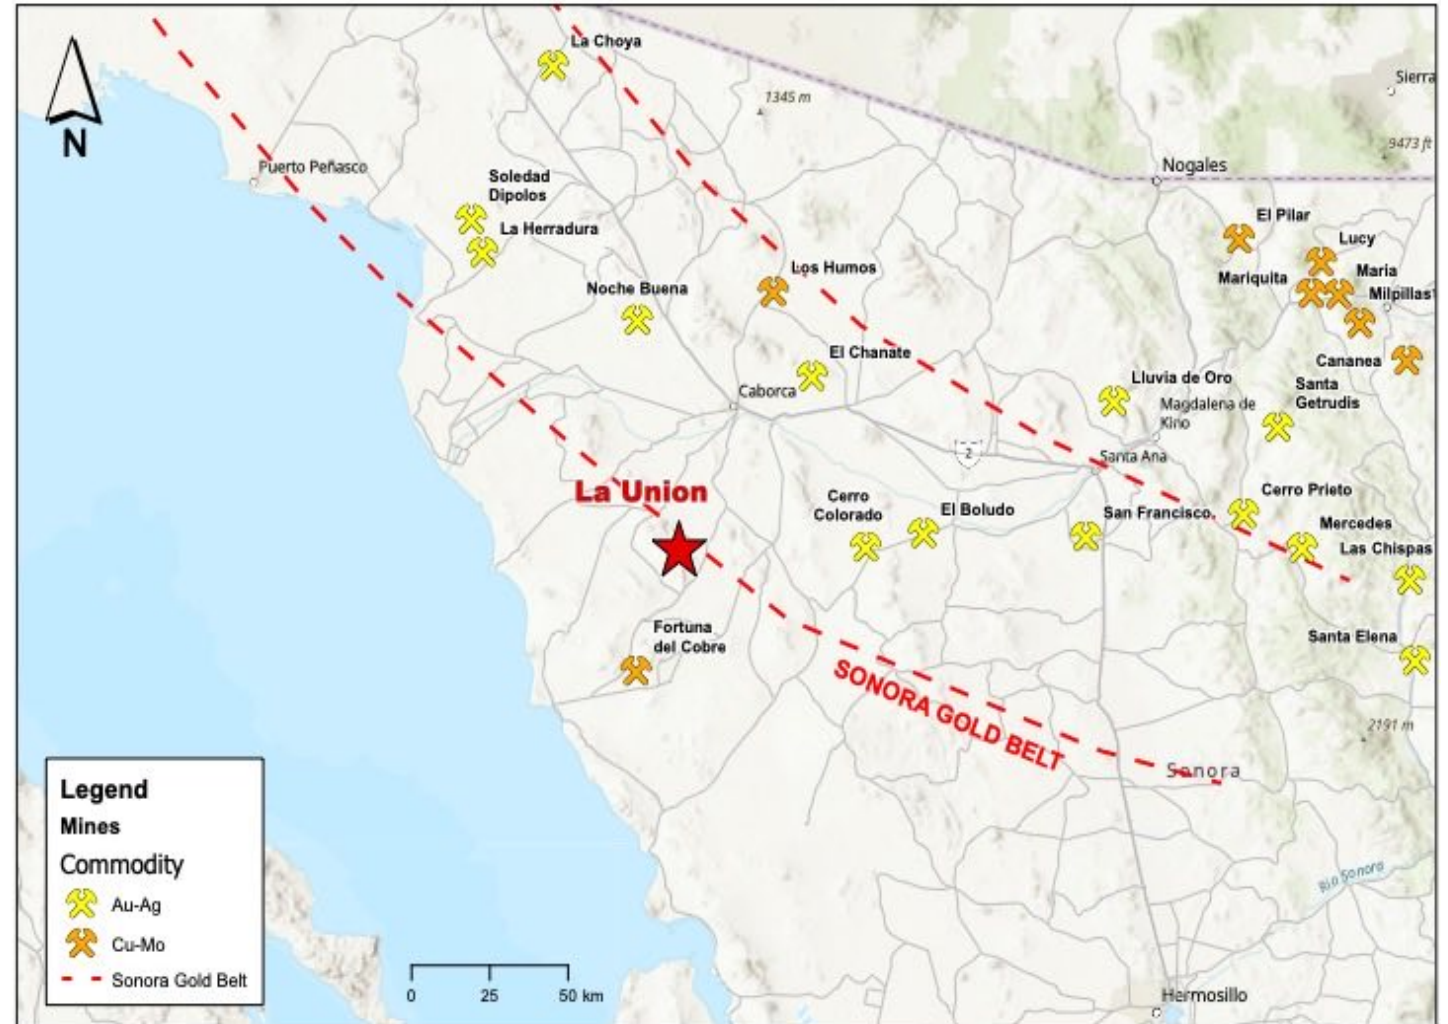 La Choya
1345 m
Sierra
9473 ft
N
Puerto Peñasco
Nogales
Soledad
Dipolos
La Herradura
El Pilar
Lucy
Los Humos
Mariquita
Maria
Noche Buena
Milpillas
El Chanate
Cananea
Lluvia de Oro
Santa
Getrudis
Caborca
Magdalena de
Kino
2
Santa Ana
La Union
Cerro
Colorado
El Boludo
San Francisco
Cerro Prieto
Mercedes
Las Chispas
Fortuna
del Cobre
Santa Elena
SONORA GOLD BELT
2191 m
Sonora
Legend
Mines
Commodity
Au-Ag
Cu-Mo
Sonora Gold Belt
0 25 50 km
Rio Sonora
Hermosillo